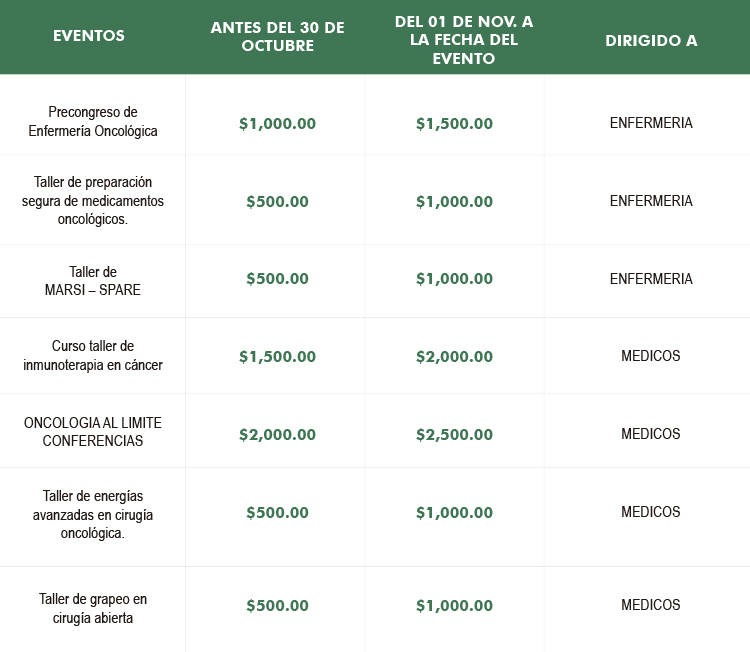 EVENTOS
ANTES DEL 30 DE
OCTUBRE
DEL 01 DE NOV. A
LA FECHA DEL
EVENTO
DIRIGIDO A
Precongreso de
Enfermería Oncológica
$1,000.00
$1,500.00
ENFERMERIA
Taller de preparación
segura de medicamentos
oncológicos.
$500.00
$1,000.00
ENFERMERIA
Taller de
MARSI – SPARE
$500.00
$1,000.00
ENFERMERIA
Curso taller de
inmunoterapia en cáncer
$1,500.00
$2,000.00
MEDICOS
ONCOLOGIA AL LIMITE
CONFERENCIAS
$2,000.00
$2,500.00
MEDICOS
Taller de energías
avanzadas en cirugía
oncológica.
$500.00
$1,000.00
MEDICOS
Taller de grapeo en
cirugía abierta
$500.00
$1,000.00
MEDICOS